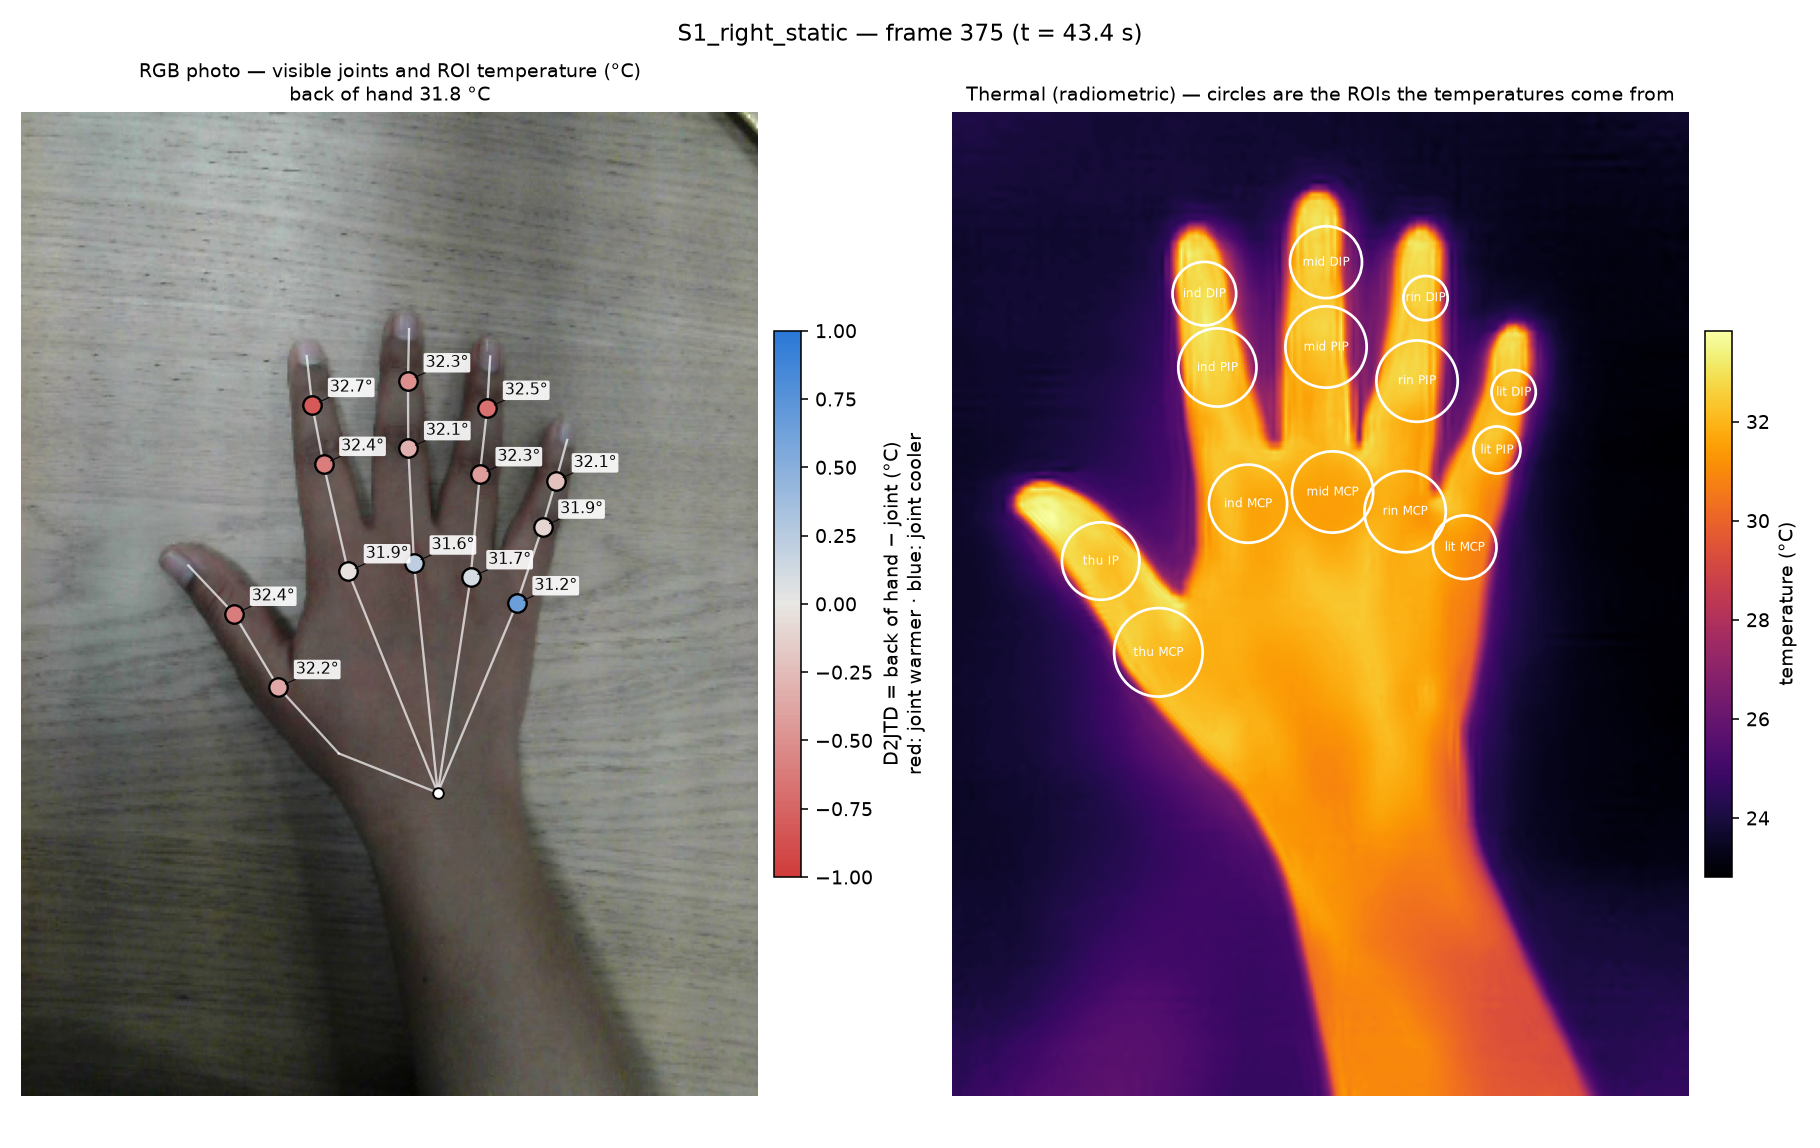 S1_right_static — frame 375 (t = 43.4 s)
RGB photo — visible joints and ROI temperature (°C)
back of hand 31.8 °C
32.3°
32.7°
32.5°
32.1°
32.4°
32.3°
32.1°
31.9°
31.9°
31.6°
31.7°
31.2°
32.4°
32.2°
1.00
0.75
0.50
0.25
0.00
−0.25
−0.50
−0.75
−1.00
D2JTD = back of hand − joint (°C)
red: joint warmer · blue: joint cooler
Thermal (radiometric) — circles are the ROIs the temperatures come from
mid DIP
ind DIP
rin DIP
mid PIP
ind PIP
rin PIP
lit DIP
lit PIP
mid MCP
ind MCP
rin MCP
lit MCP
thu IP
thu MCP
32
30
28
26
24
temperature (°C)